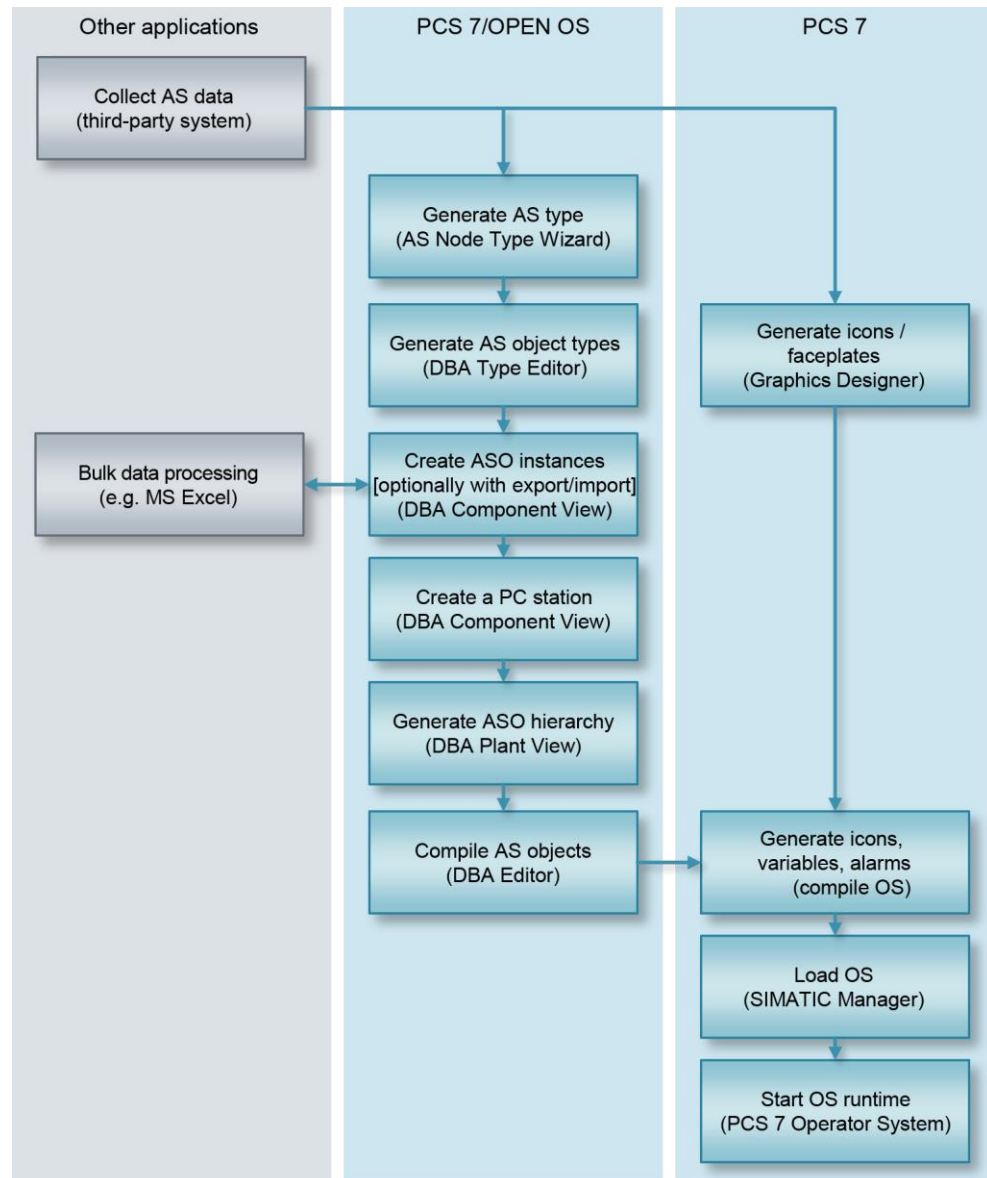 Other applications
PCS 7/OPEN OS
PCS 7
Collect AS data
(third-party system)
Generate AS type
(AS Node Type Wizard)
Generate AS object types
(DBA Type Editor)
Generate icons /
faceplates
(Graphics Designer)
Bulk data processing
(e.g. MS Excel)
Create ASO instances
[optionally with export/import]
(DBA Component View)
Create a PC station
(DBA Component View)
Generate ASO hierarchy
(DBA Plant View)
Compile AS objects
(DBA Editor)
Generate icons,
variables, alarms
(compile OS)
Load OS
(SIMATIC Manager)
Start OS runtime
(PCS 7 Operator System)